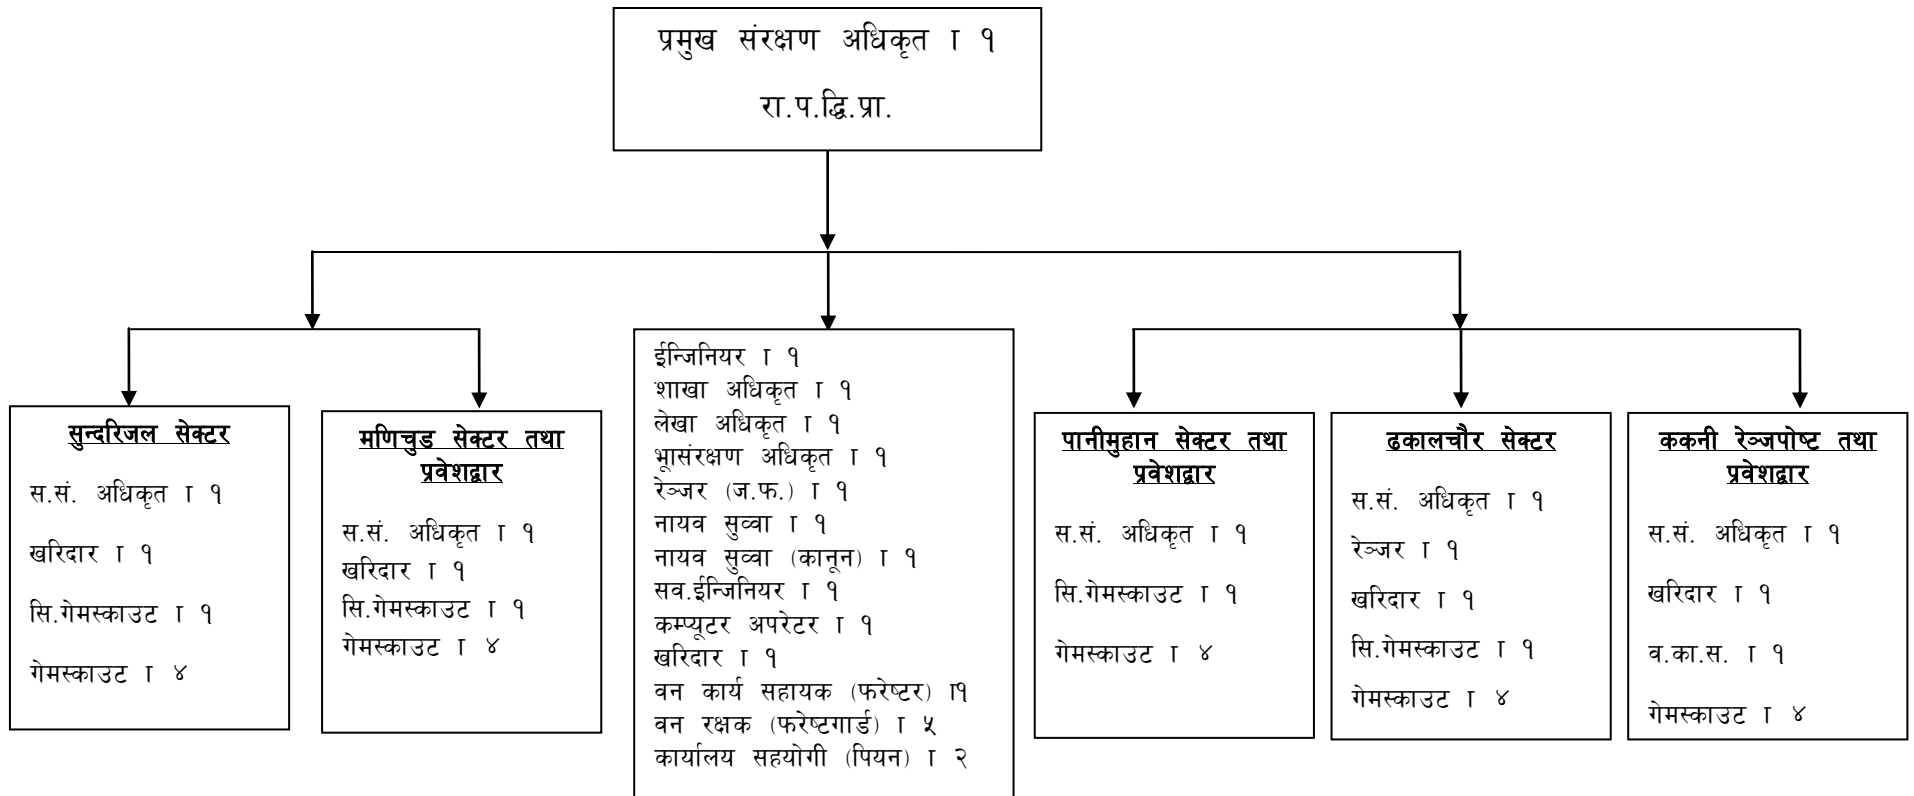 प्रमुख संरक्षण अधिकृत ा १
रा.प.द्धि.प्रा.
सुन्दरिजल सेक्टर
स.सं. अधिकृत ा १
खरिदार ा १
सि.गेमस्काउट ा १
गेमस्काउट ा ४
मणिचुड सेक्टर तथा
प्रवेशद्वार
स.सं. अधिकृत ा १
खरिदार ा १
सि.गेमस्काउट ा १
गेमस्काउट ा ४
ईन्जिनियर ा १
शाखा अधिकृत ा १
लेखा अधिकृत ा १
भूासंरक्षण अधिकृत ा १
रेञ्जर (ज.फ.) ा १
नायव सुव्वा ा १
नायव सुव्वा (कानून) ा १
सव.ईन्जिनियर ा १
कम्प्यूटर अपरेटर ा १
खरिदार ा १
वन कार्य सहायक (फरेष्टर) ा१
वन रक्षक (फरेष्टगार्ड) ा ५
कार्यालय सहयोगी (पियन) ा २
पानीमुहान सेक्टर तथा
प्रवेशद्वार
स.सं. अधिकृत ा १
सि.गेमस्काउट ा १
गेमस्काउट ा ४
ढकालचौर सेक्टर
स.सं. अधिकृत ा १
रेञ्जर ा १
खरिदार ा १
सि.गेमस्काउट ा १
गेमस्काउट ा ४
ककनी रेञ्जपोष्ट तथा
प्रवेशद्वार
स.सं. अधिकृत ा १
खरिदार ा १
व.का.स. ा १
गेमस्काउट ा ४